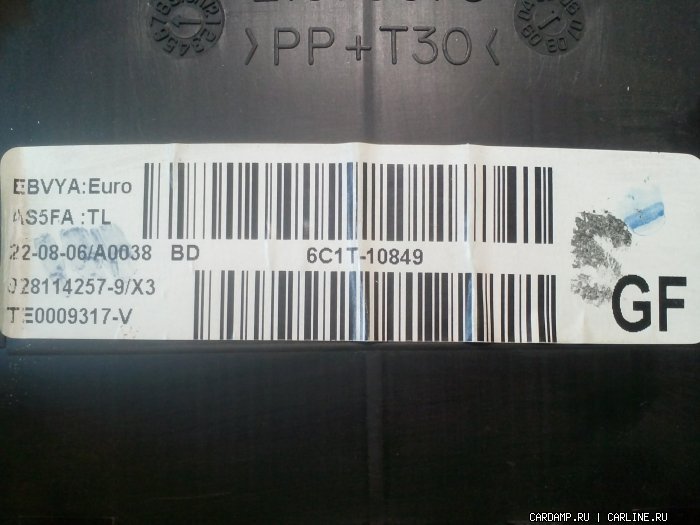 >PP+T30<
EBVYA:Euro
AS5FA :TL
22-08-06/A0038 BD 6C1T-10849
028114257-9/X3
TE0009317-V
GF
CARDAMP.RU | CARLINE.RU